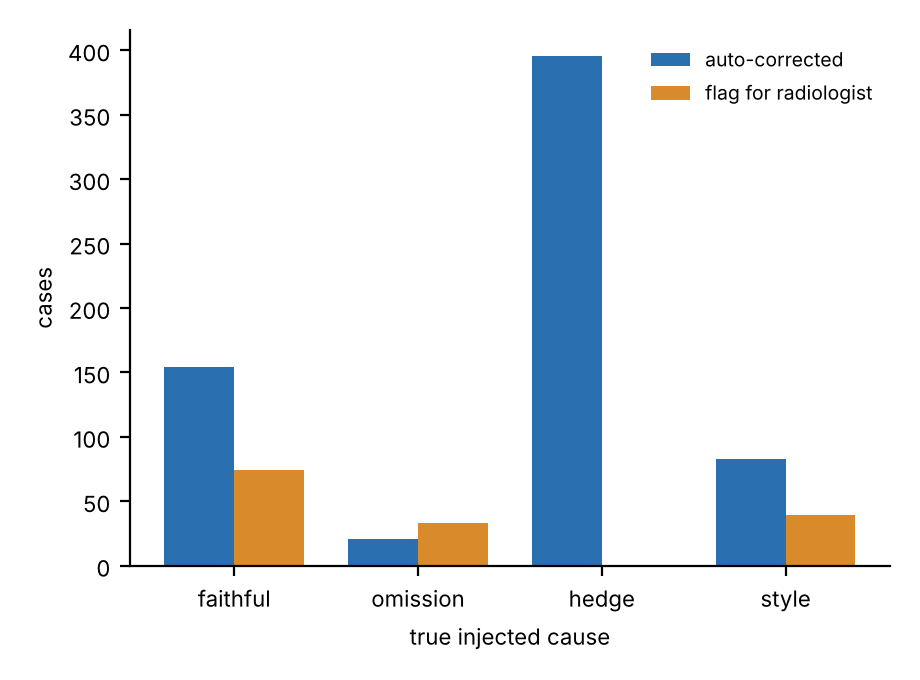 400
350
300
250
200
150
100
50
0
cases
auto-corrected
flag for radiologist
faithful
omission
hedge
style
true injected cause